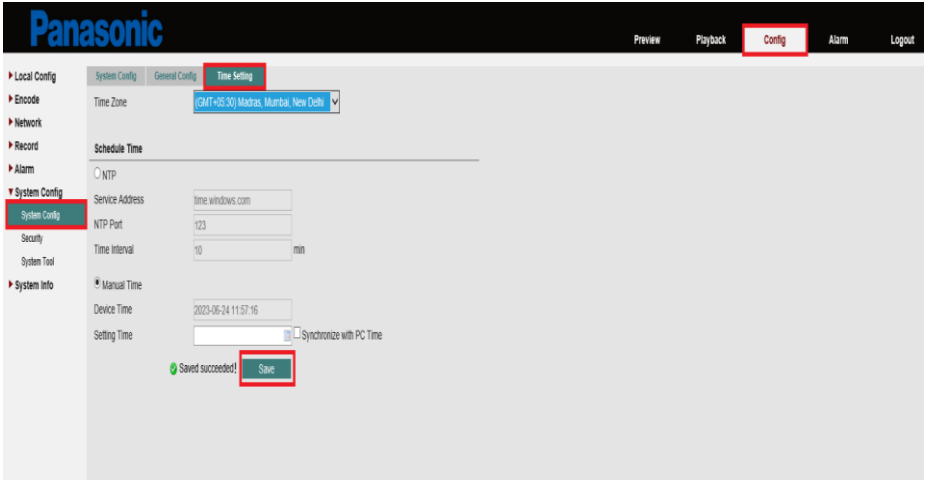 Panasonic
Preview Playback Config Alarm Logout
Local Config
Encode
Network
Record
Alarm
System Config
System Config
Security
System Tool
System Info
System Config General Config Time Setting
Time Zone (GMT+05:30) Madras, Mumbai, New Delhi
Schedule Time
NTP
Service Address time.windows.com
NTP Port 123
Time Interval 10 min
Manual Time
Device Time 2023-06-24 11:57:16
Setting Time Synchronize with PC Time
Saved succeeded! Save